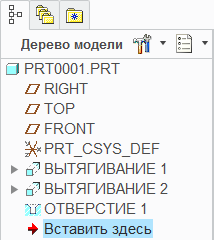 Дерево модели
PRT0001.PRT
RIGHT
TOP
FRONT
PRT_CSYS_DEF
ВЫТЯГИВАНИЕ 1
ВЫТЯГИВАНИЕ 2
ОТВЕРСТИЕ 1
Вставить здесь